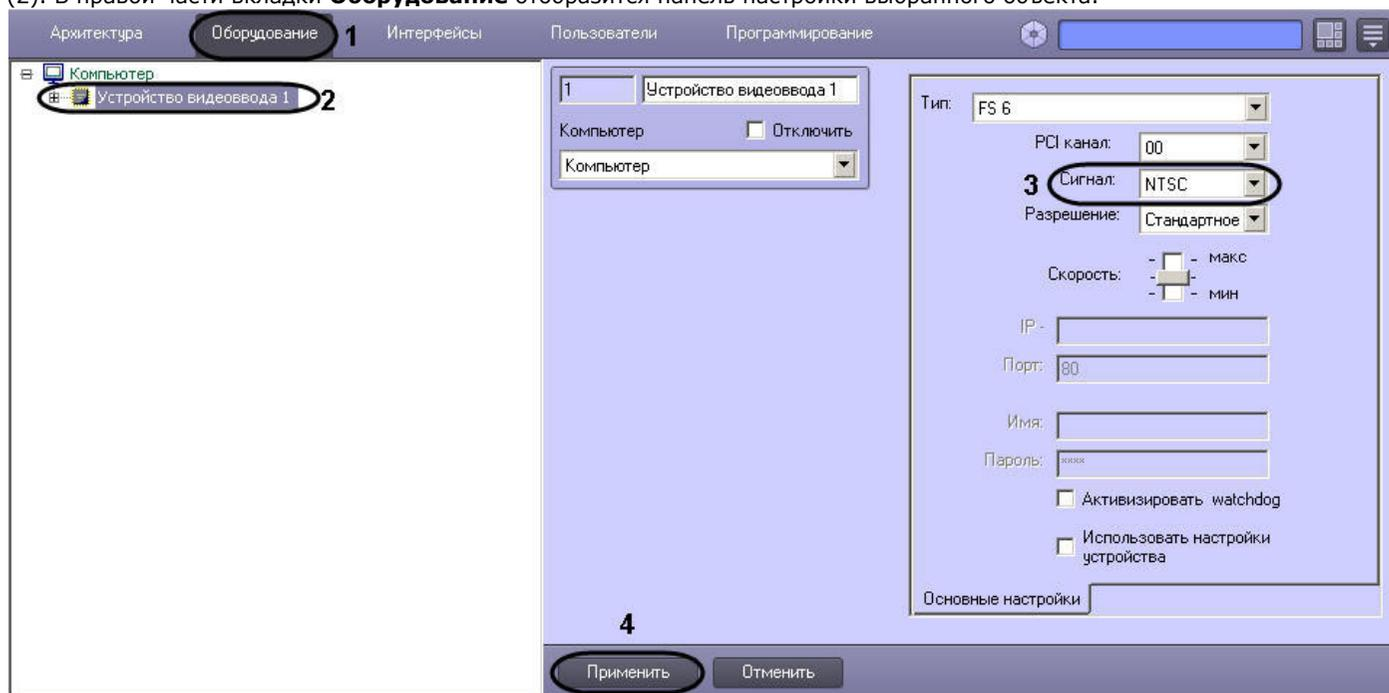 (2). В правой части вкладки Оборудование отобразится панель настройки выбранного объекта.
Архитектура Оборудование 1 Интерфейсы Пользователи Программирование
Компьютер
Устройство видеоввода 1 2
1 Устройство видеоввода 1
Компьютер Отключить
Компьютер
Тип: FS 6
PCI канал: 00
3 Сигнал: NTSC
Разрешение: Стандартное
- - макс
Скорость: - -
- - мин
IP -
Порт: 80
Имя:
Пароль: ××××
Активизировать watchdog
Использовать настройки
устройства
Основные настройки
4
Применить Отменить